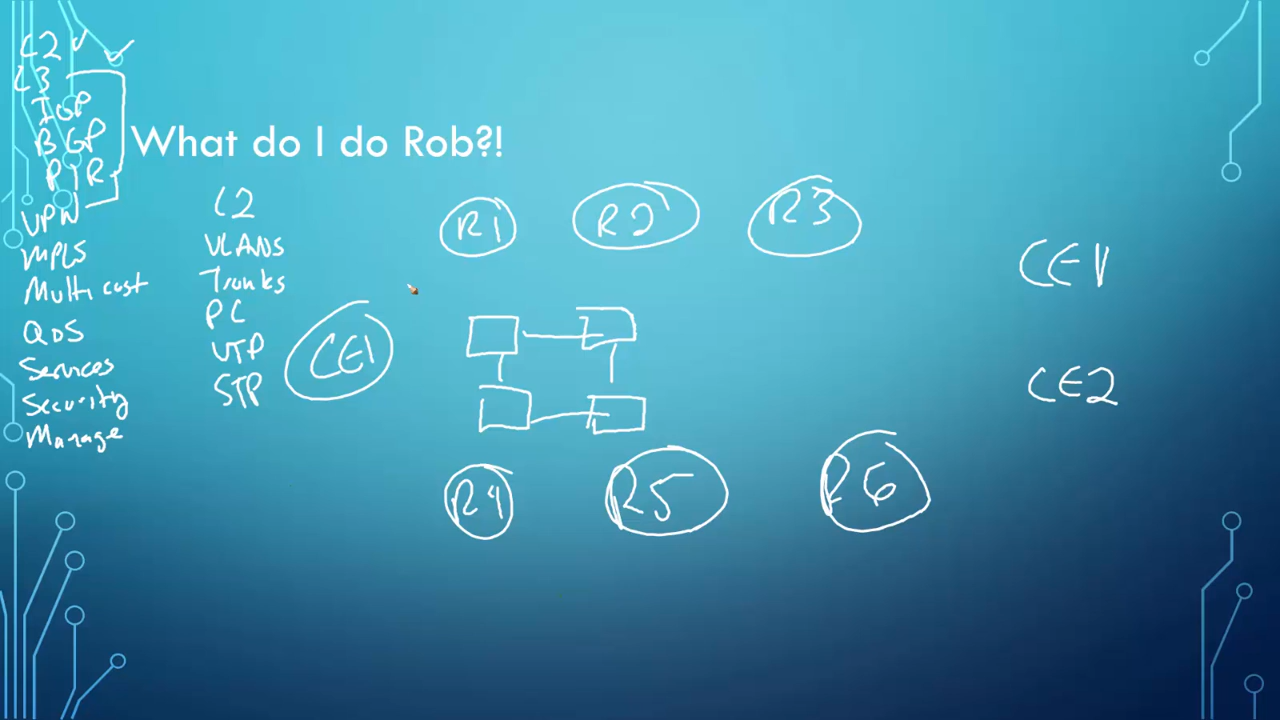 L2
L3
IGP
BGP
What do I do Rob?!
VPN
MPLS
Multicast
QOS
Services
Security
Manage
L2
VLANS
Trunks
PC
VTP
STP
R1
R2
R3
CE1
CE1
CE2
R4
R5
R6